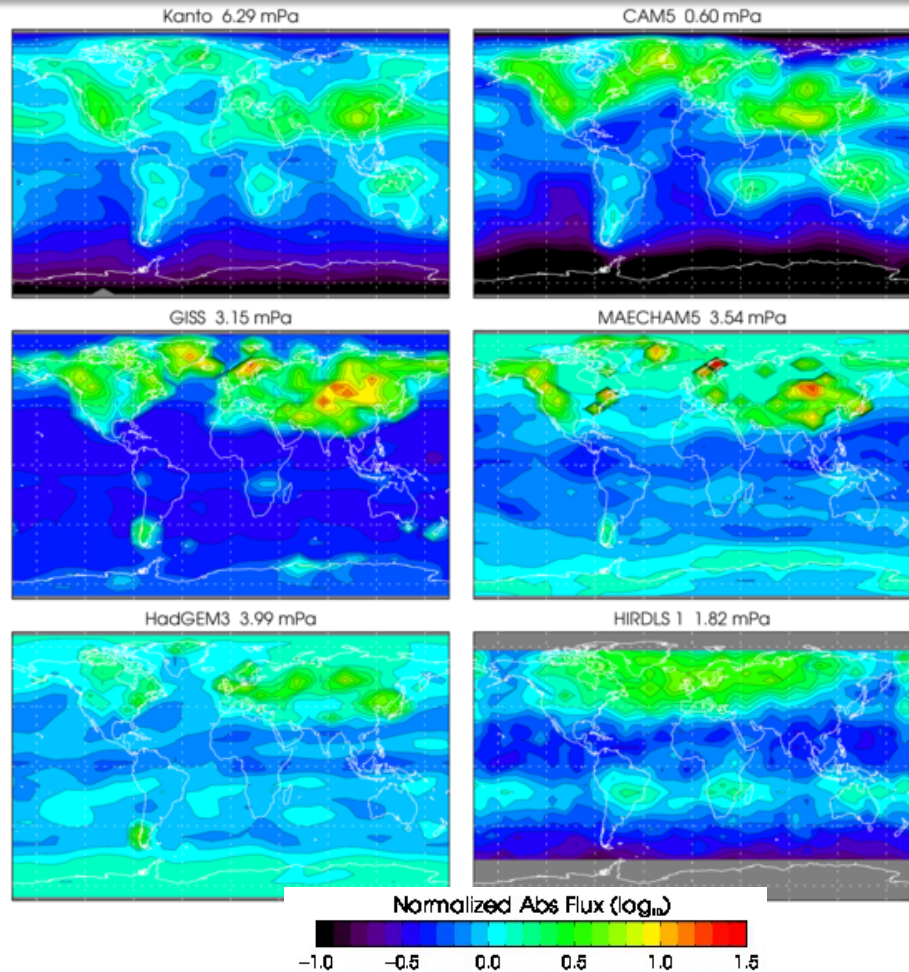 Kanto 6.29 mPa
CAM5 0.60 mPa
GISS 3.15 mPa
MAECHAM5 3.54 mPa
HadGEM3 3.99 mPa
HIRDLS 1 1.82 mPa
Normalized Abs Flux (log₁₀)
−1.0 −0.5 0.0 0.5 1.0 1.5